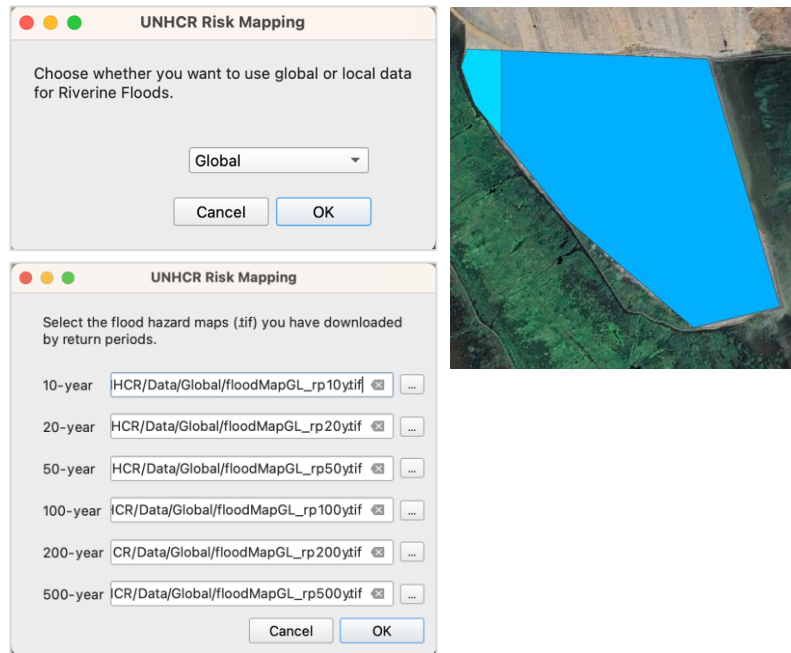 UNHCR Risk Mapping
Choose whether you want to use global or local data
for Riverine Floods.
Global
Cancel OK
UNHCR Risk Mapping
Select the flood hazard maps (.tif) you have downloaded
by return periods.
10-year HCR/Data/Global/floodMapGL_rp10y.tif ...
20-year HCR/Data/Global/floodMapGL_rp20y.tif ...
50-year HCR/Data/Global/floodMapGL_rp50y.tif ...
100-year CR/Data/Global/floodMapGL_rp100y.tif ...
200-year CR/Data/Global/floodMapGL_rp200y.tif ...
500-year CR/Data/Global/floodMapGL_rp500y.tif ...
Cancel OK